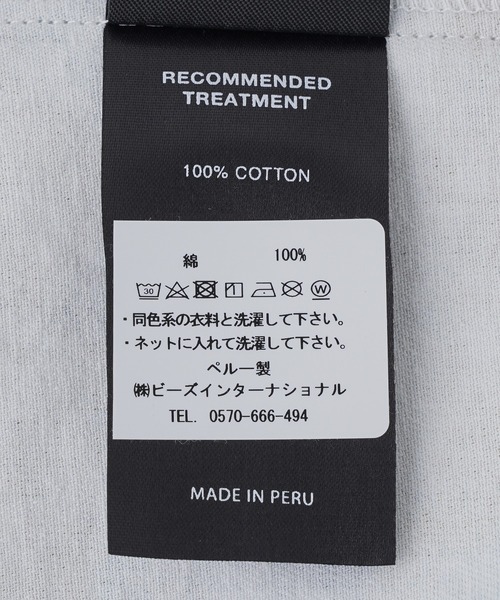 RECOMMENDED
TREATMENT
100% COTTON
綿 100%
30 W
・同色系の衣料と洗濯して下さい。
・ネットに入れて洗濯して下さい。
ペルー製
㈱ビーズインターナショナル
TEL. 0570-666-494
MADE IN PERU